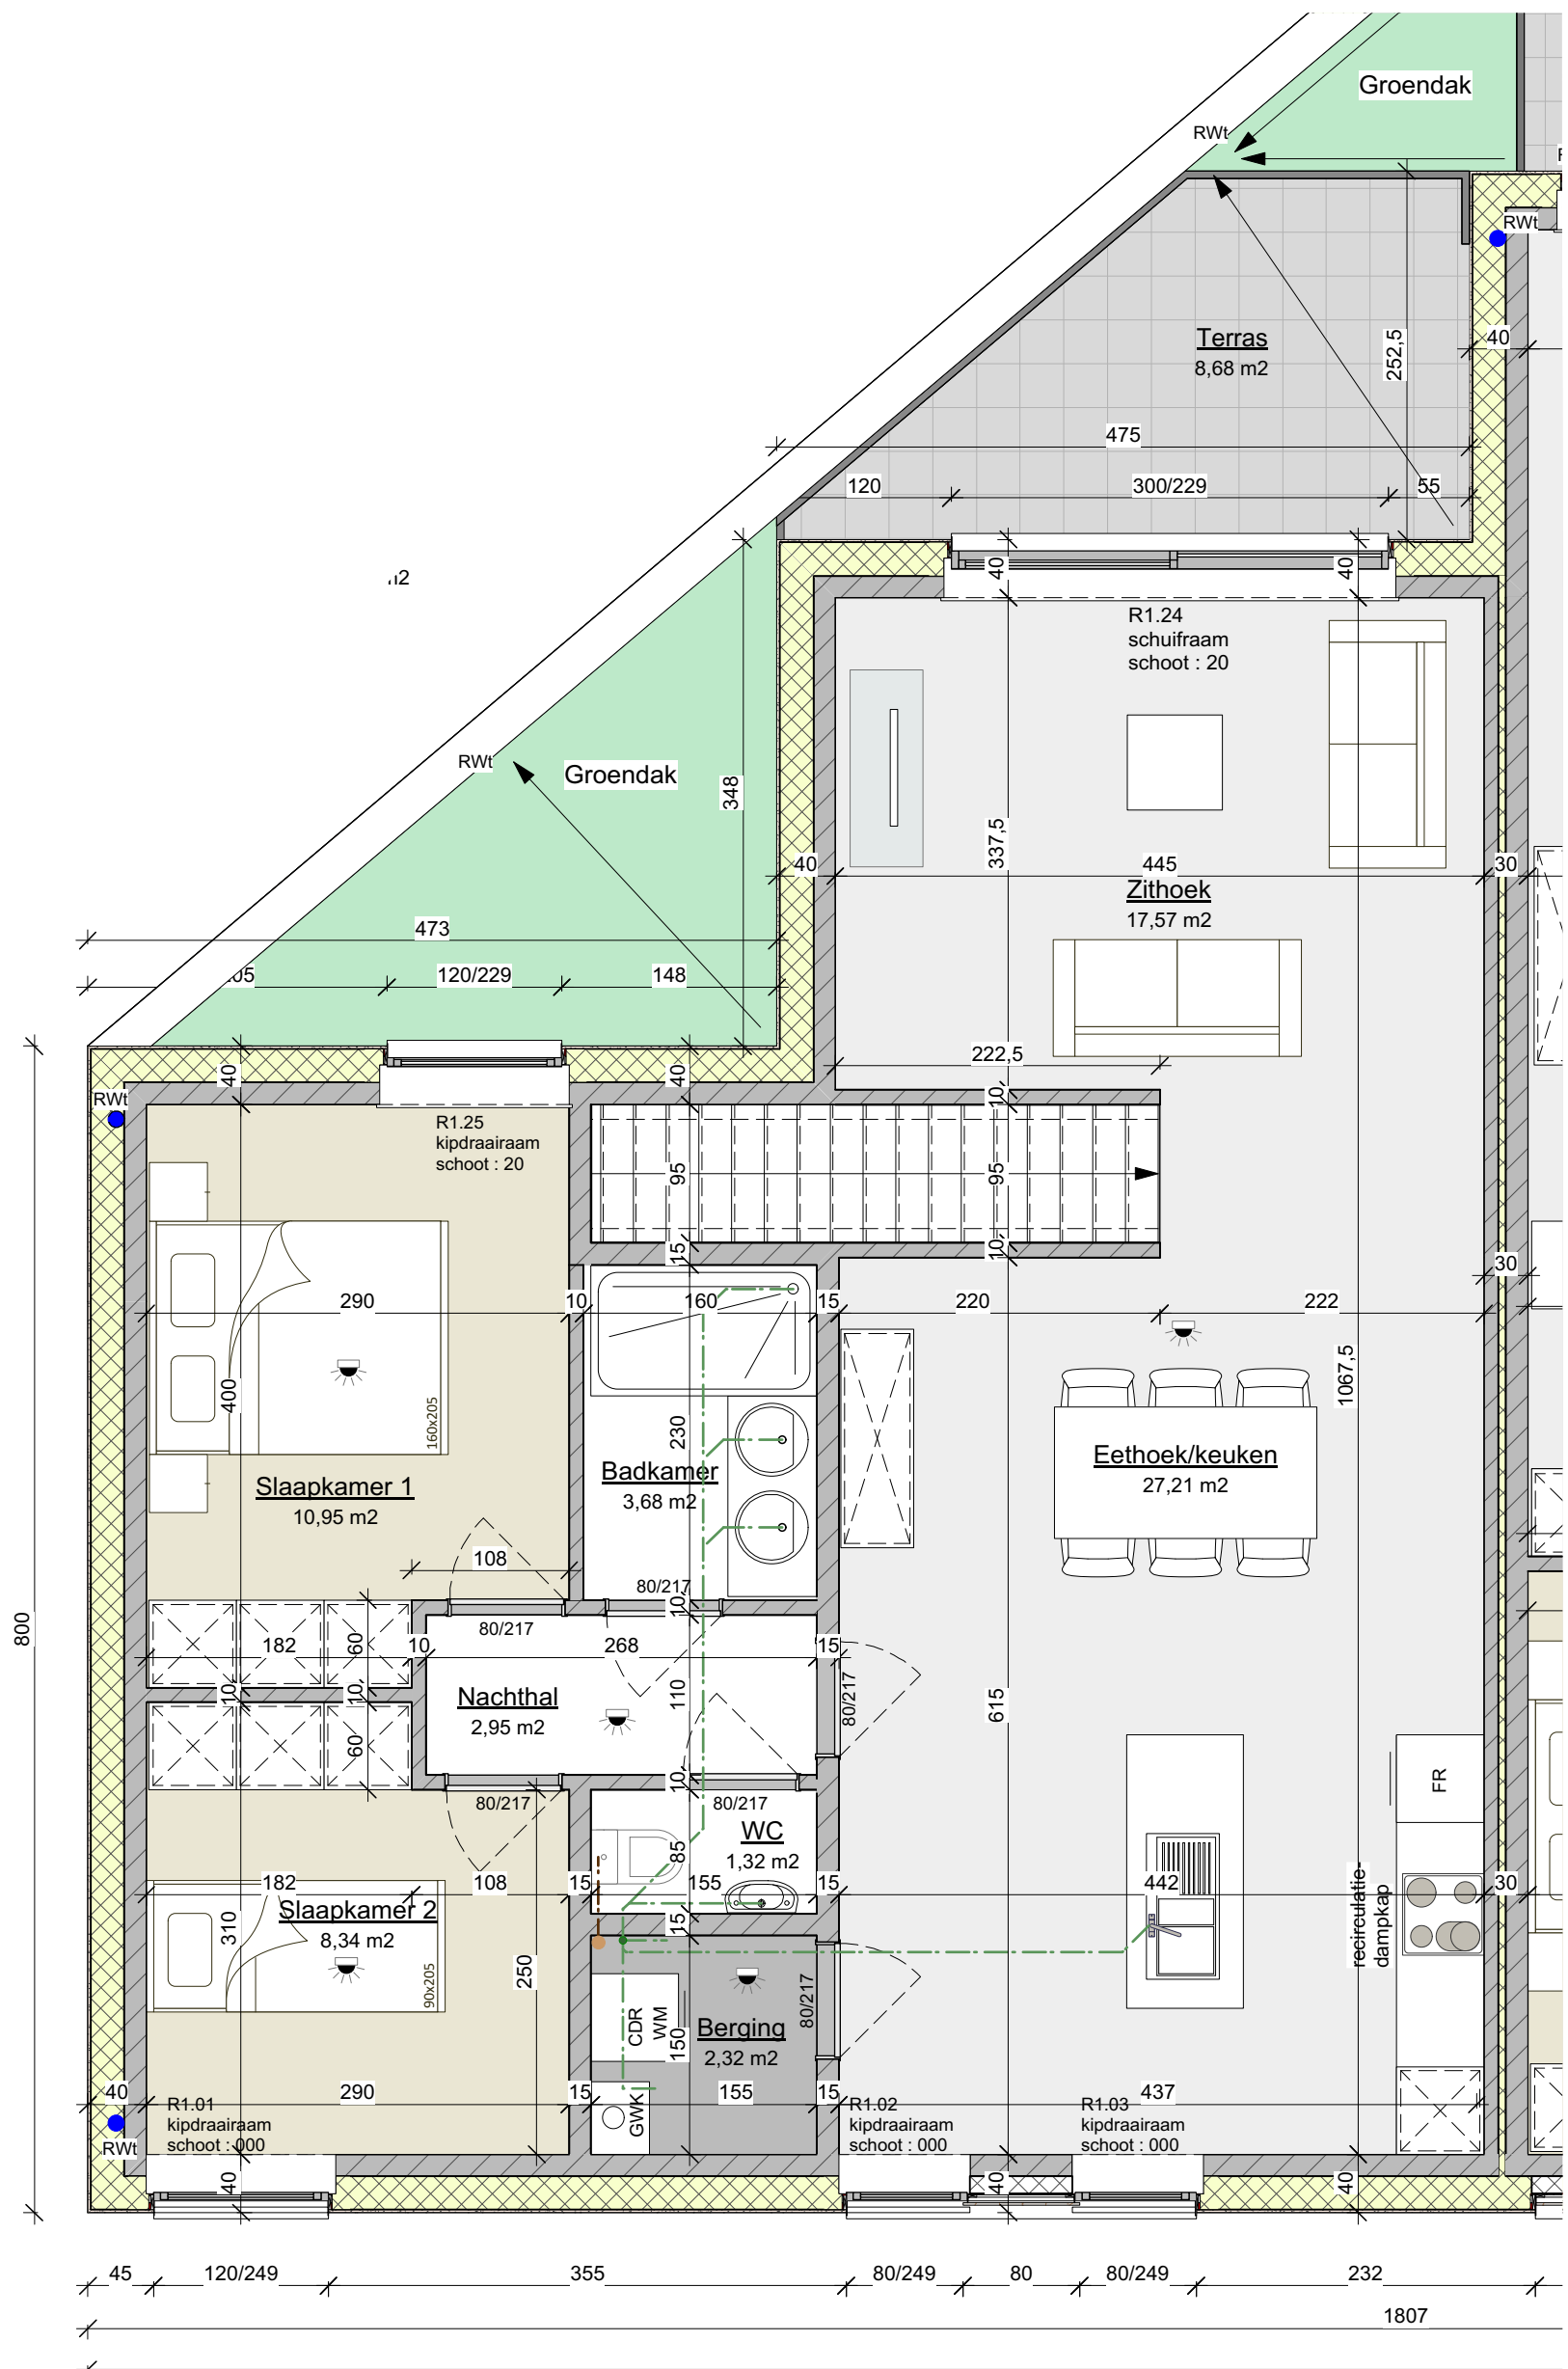 Groendak
RWt
RWt
Terras
8,68 m2
252,5
40
475
120
300/229
55
40
40
R1.24
schuifraam
schoot : 20
RWt
Groendak
348
337,5
40
445
30
Zithoek
17,57 m2
473
120/229
148
222,5
40
40
10
RWt
R1.25
kipdraairaam
schoot : 20
95
95
15
10
30
290
10
160
15
220
222
400
160x205
230
1067,5
Badkamer
3,68 m2
Eethoek/keuken
27,21 m2
Slaapkamer 1
10,95 m2
108
80/217
10
80/217
800
182
60
10
268
15
Nachthal
2,95 m2
110
80/217
615
10
10
60
10
80/217
80/217
FR
WC
1,32 m2
85
182
108
15
155
15
442
30
Slaapkamer 2
8,34 m2
310
15
recirculatie-
dampkap
90x205
250
CDR
WM
150
80/217
Berging
2,32 m2
GWK
40
290
15
155
15
437
R1.01
kipdraairaam
schoot : 000
R1.02
kipdraairaam
schoot : 000
R1.03
kipdraairaam
schoot : 000
RWt
40
40
40
45
120/249
355
80/249
80
80/249
232
1807